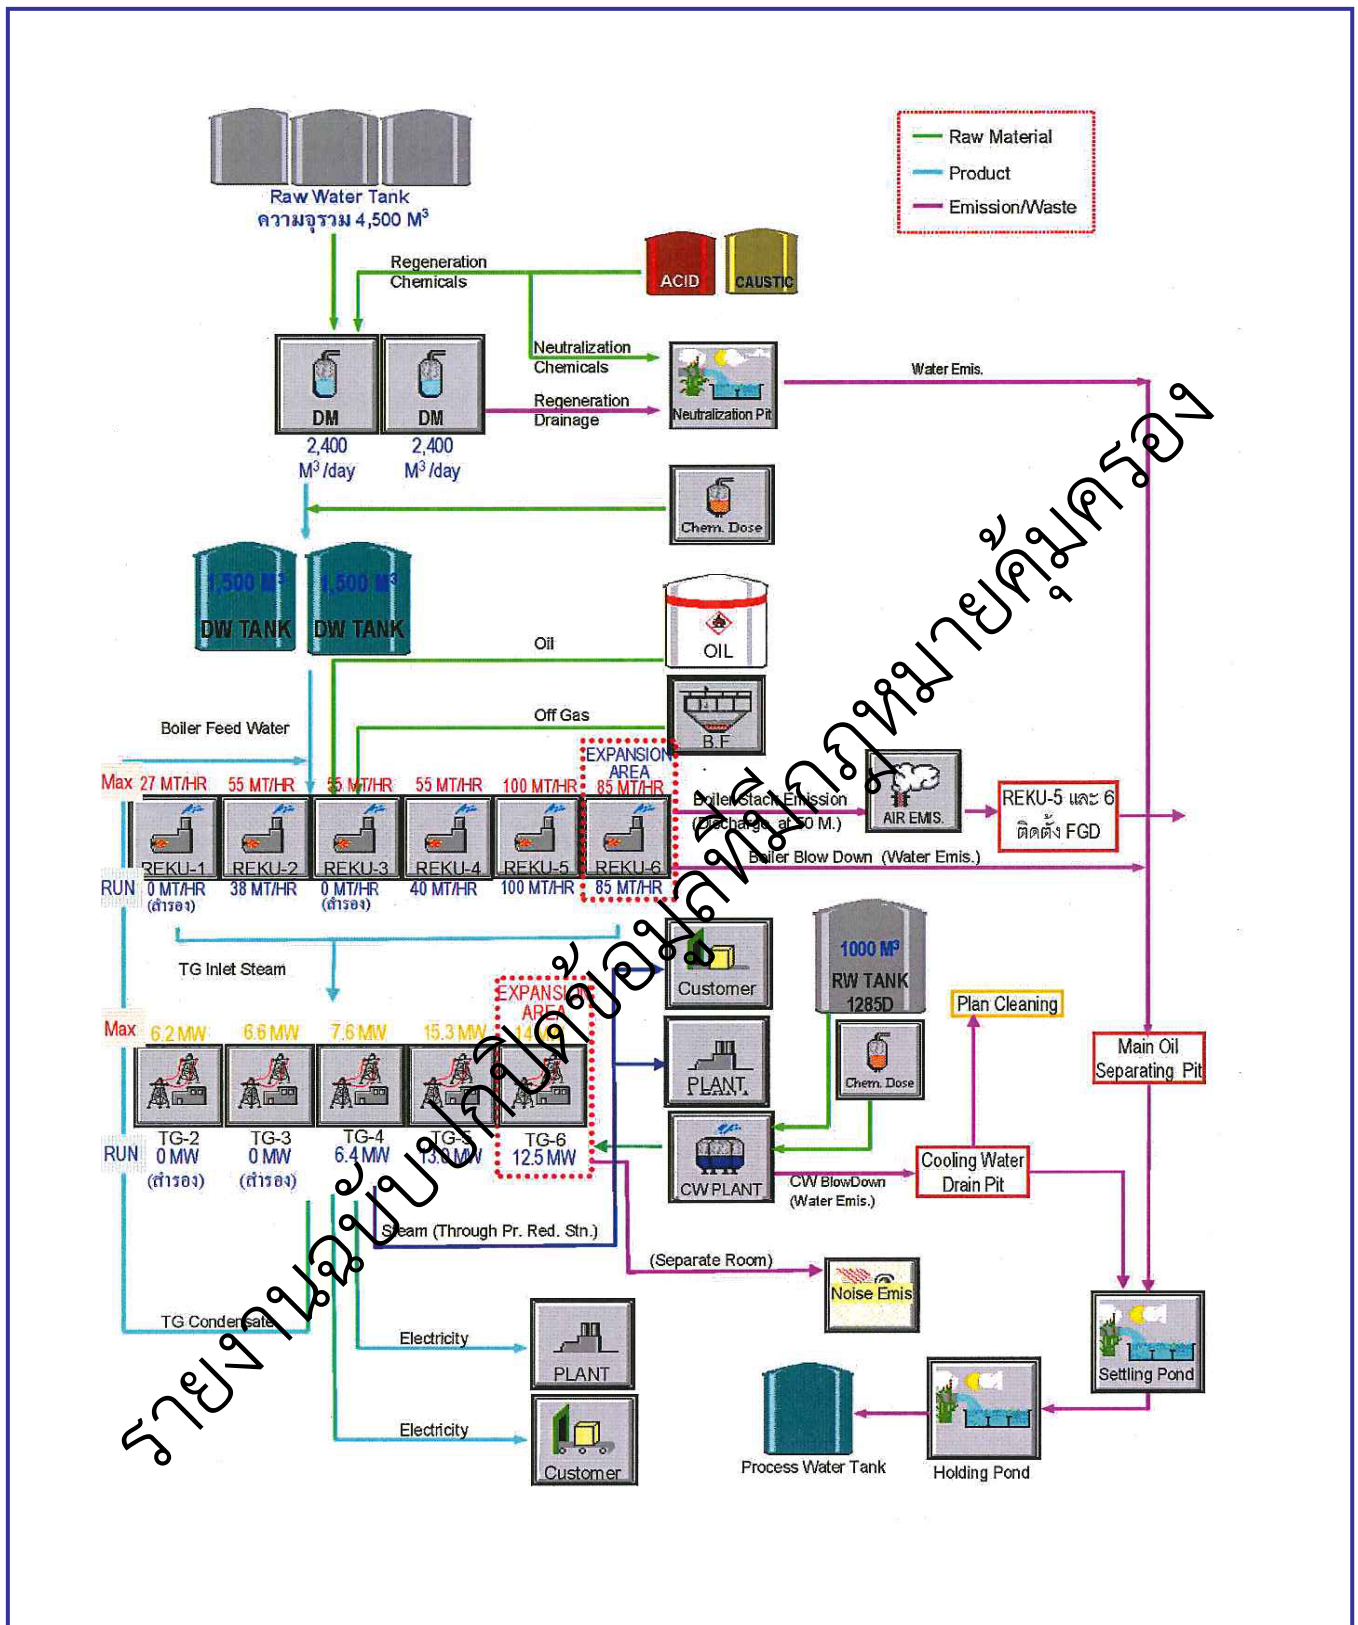 Raw Material
Product
Emission/Waste
Raw Water Tank
ความจุรวม 4,500 M³
Regeneration
Chemicals
ACID
CAUSTIC
Neutralization
Chemicals
Neutralization Pit
Water Emis.
DM
DM
Regeneration
Drainage
2,400
M³ /day
2,400
M³ /day
Chem. Dose
1,500 M³
1,500 M³
DW TANK
DW TANK
Oil
OIL
Off Gas
B.F
Boiler Feed Water
EXPANSION
AREA
Max
27 MT/HR
55 MT/HR
55 MT/HR
55 MT/HR
100 MT/HR
85 MT/HR
REKU-1
REKU-2
REKU-3
REKU-4
REKU-5
REKU-6
RUN
0 MT/HR
(สำรอง)
38 MT/HR
0 MT/HR
(สำรอง)
40 MT/HR
100 MT/HR
85 MT/HR
Boiler Stack Emission
(Discharge at 50 M.)
AIR EMIS.
REKU-5 และ 6
ติดตั้ง FGD
Boiler Blow Down (Water Emis.)
TG Inlet Steam
Customer
1000 M³
RW TANK
1285D
Plan Cleaning
EXPANSION
AREA
Max
6.2 MW
6.6 MW
7.6 MW
15.3 MW
PLANT
Chem. Dose
Main Oil
Separating Pit
TG-2
TG-3
TG-4
TG-5
TG-6
RUN
0 MW
(สำรอง)
0 MW
(สำรอง)
6.4 MW
12.5 MW
CW PLANT
CW BlowDown
(Water Emis.)
Cooling Water
Drain Pit
Steam (Through Pr. Red. Stn.)
(Separate Room)
Noise Emis
TG Condensate
Electricity
PLANT
Settling Pond
Electricity
Customer
Process Water Tank
Holding Pond
รายงานฉบับปกปิดข้อมูลที่มีกฎหมายคุ้มครอง